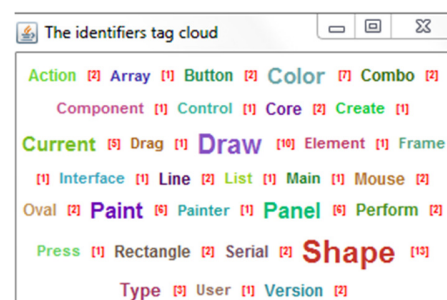 The identifiers tag cloud
Action [2] Array [1] Button [2] Color [7] Combo [2]
Component [1] Control [1] Core [2] Create [1]
Current [5] Drag [1] Draw [10] Element [1] Frame
[1] Interface [1] Line [2] List [1] Main [1] Mouse [2]
Oval [2] Paint [6] Painter [1] Panel [6] Perform [2]
Press [1] Rectangle [2] Serial [2] Shape [13]
Type [3] User [1] Version [2]